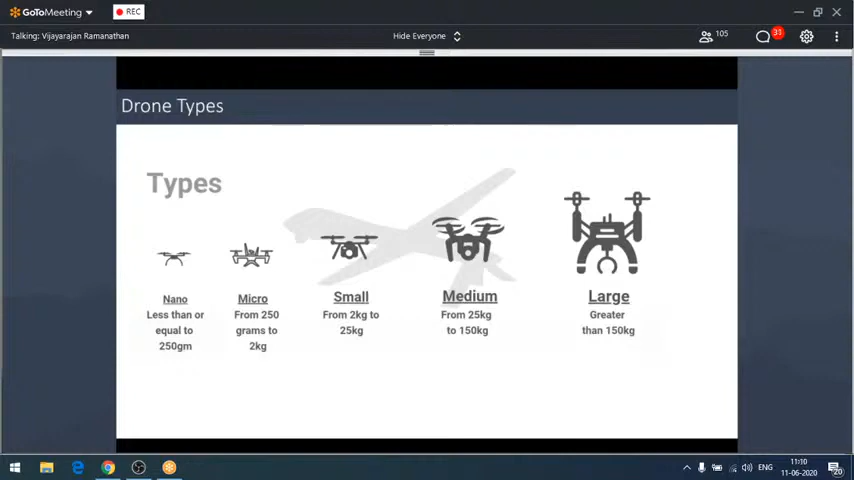 GoToMeeting
REC
Talking: Vijayarajan Ramanathan
Hide Everyone
105
31
Drone Types
Types
Nano
Less than or
equal to
250gm
Micro
From 250
grams to
2kg
Small
From 2kg to
25kg
Medium
From 25kg
to 150kg
Large
Greater
than 150kg
ENG
11:10
11-06-2020
20